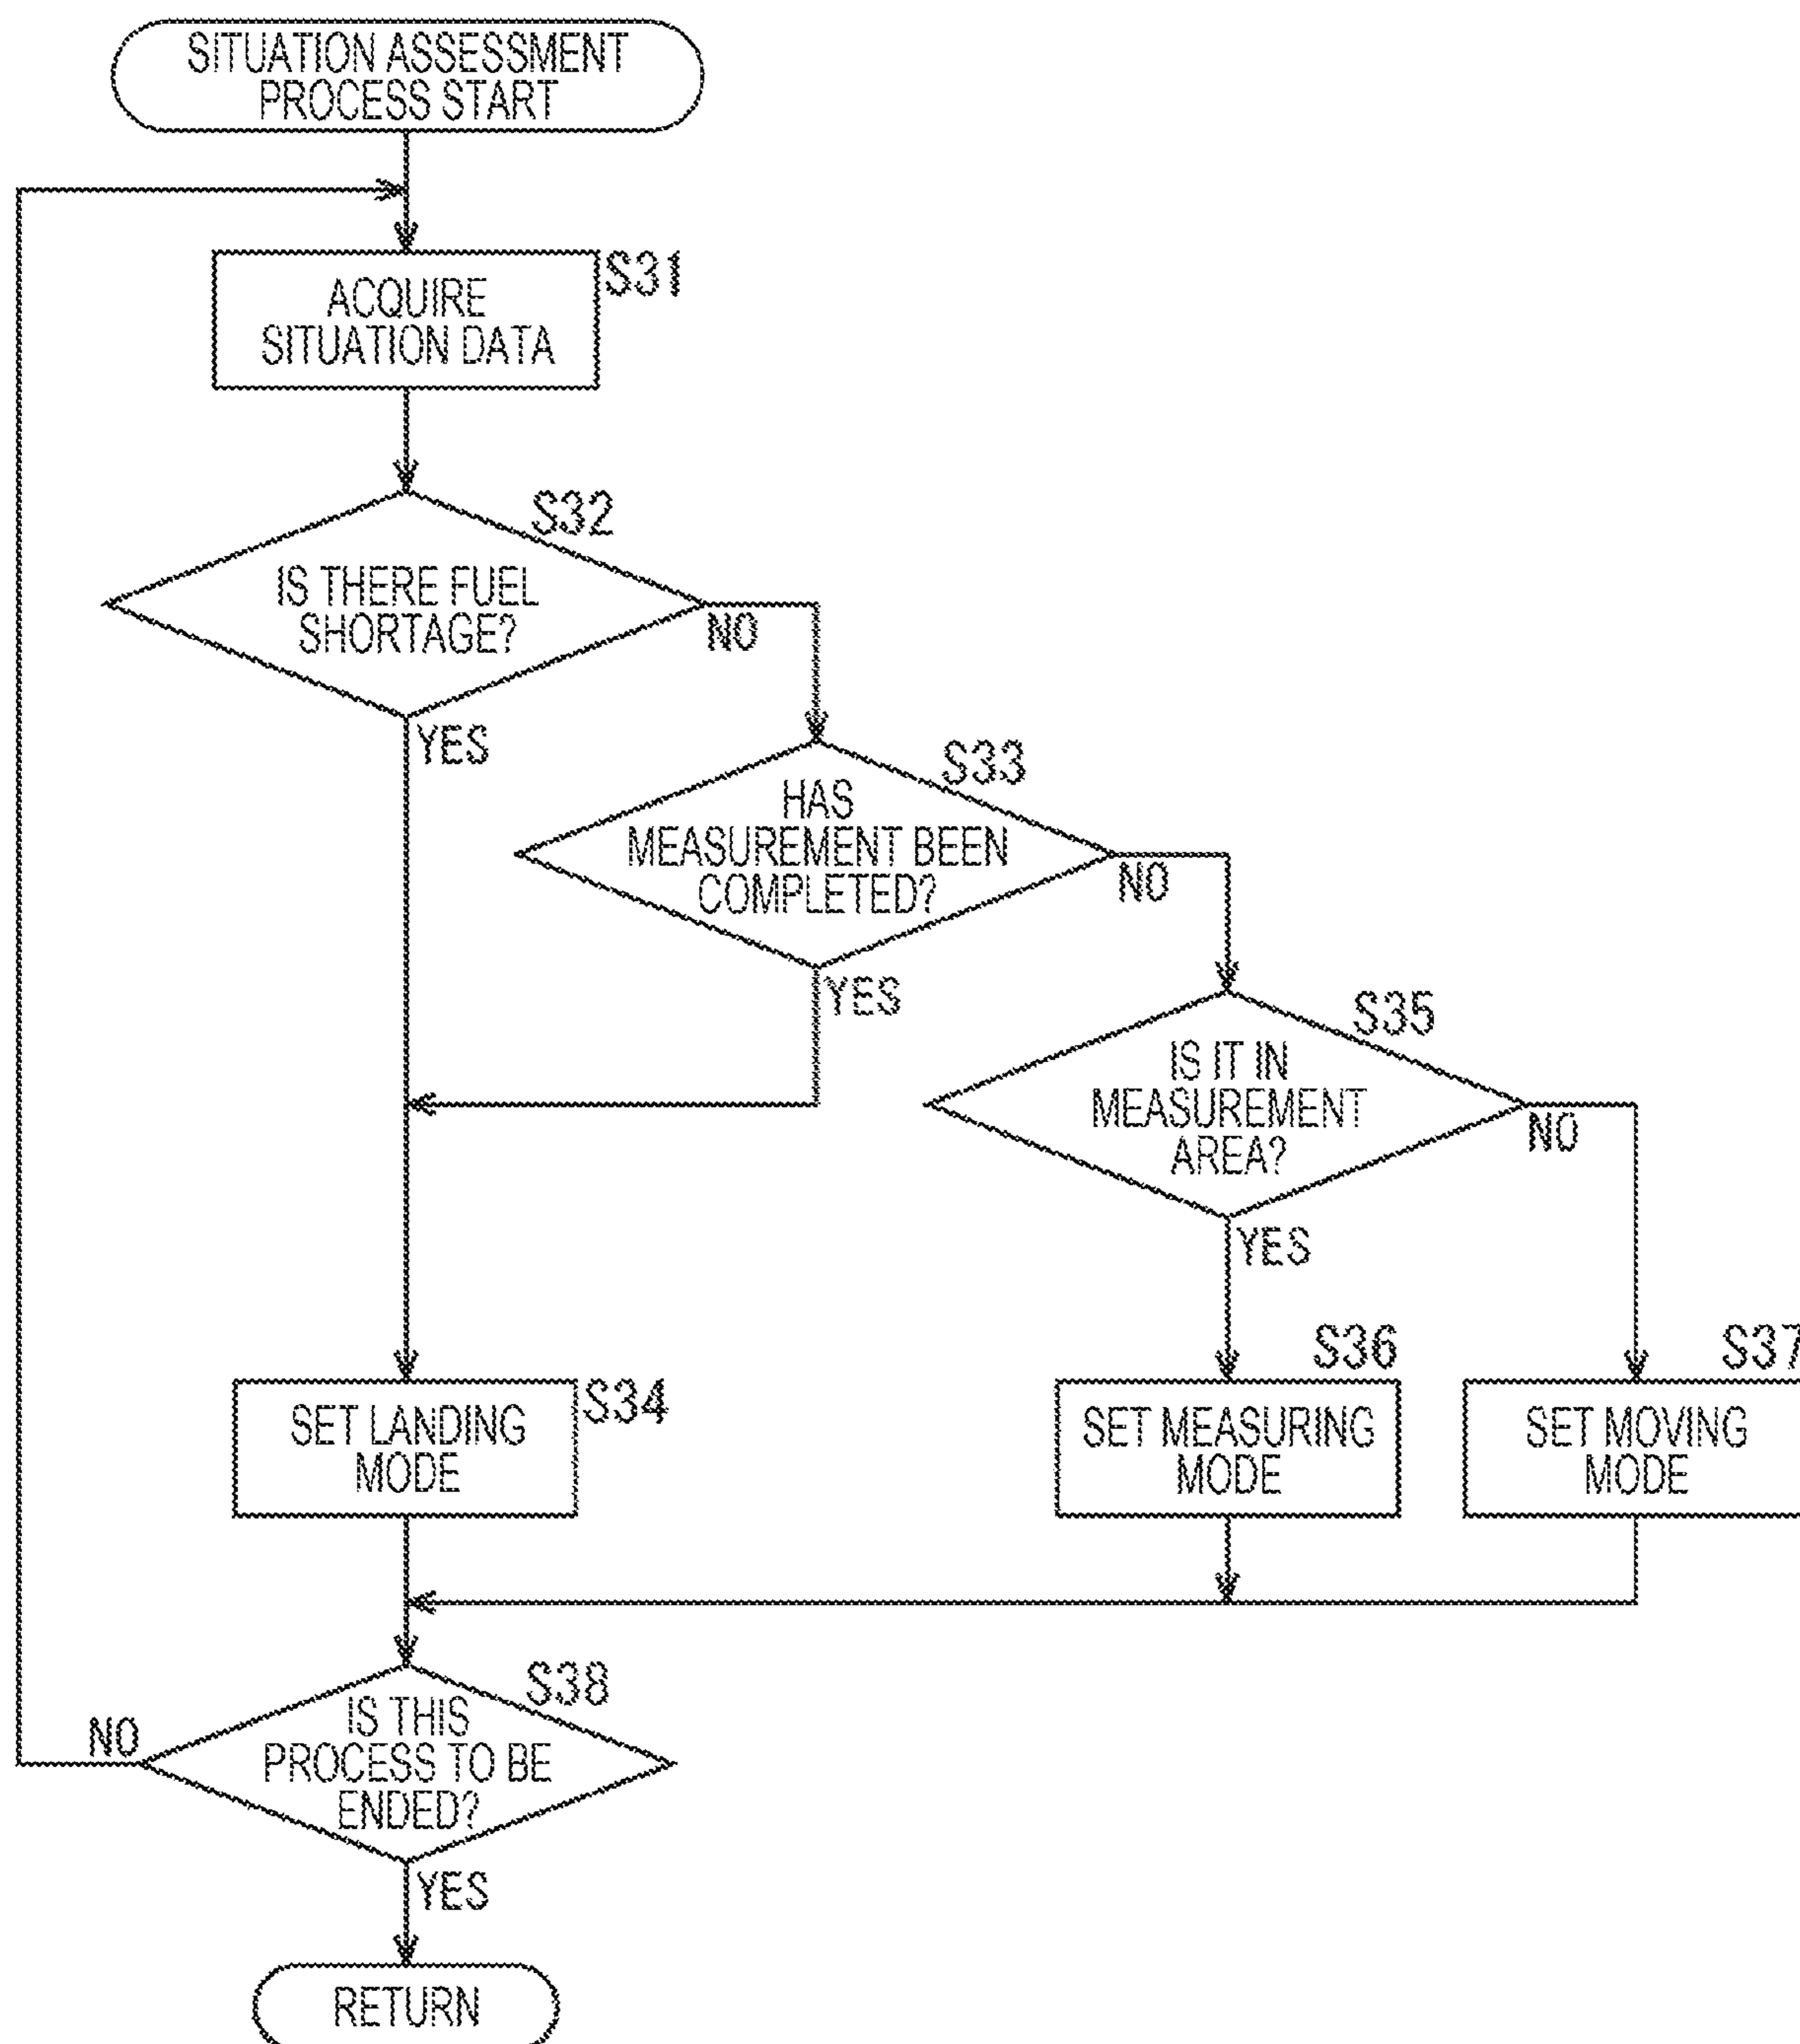 SITUATION ASSESSMENT
PROCESS START
S31
ACQUIRE
SITUATION DATA
S32
IS THERE FUEL
SHORTAGE?
NO
YES
S33
HAS
MEASUREMENT BEEN
COMPLETED?
NO
YES
S35
IS IT IN
MEASUREMENT
AREA?
NO
YES
S34
SET LANDING
MODE
S36
SET MEASURING
MODE
S37
SET MOVING
MODE
S38
IS THIS
PROCESS TO BE
ENDED?
NO
YES
RETURN